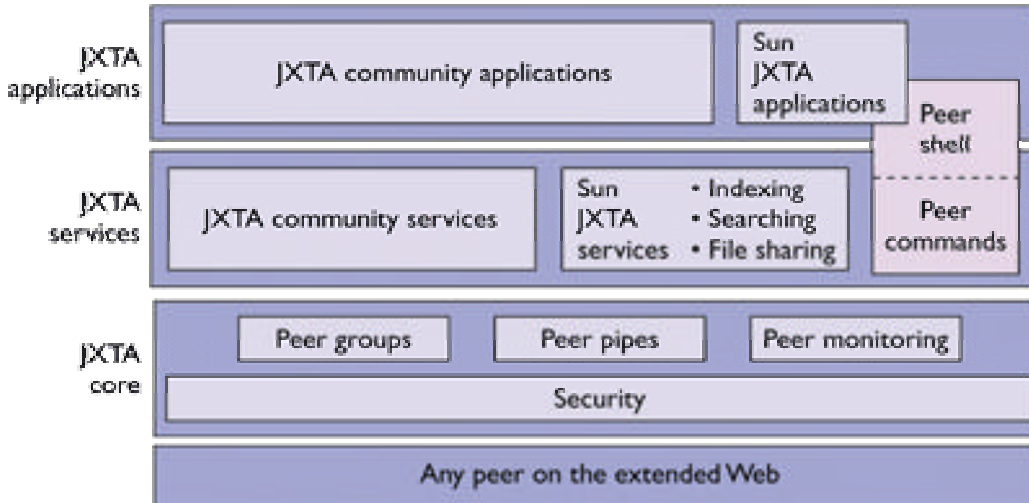 JXTA
applications
JXTA community applications
Sun
JXTA
applications
Peer
shell
JXTA
services
JXTA community services
Sun
JXTA
services
• Indexing
• Searching
• File sharing
Peer
commands
JXTA
core
Peer groups
Peer pipes
Peer monitoring
Security
Any peer on the extended Web